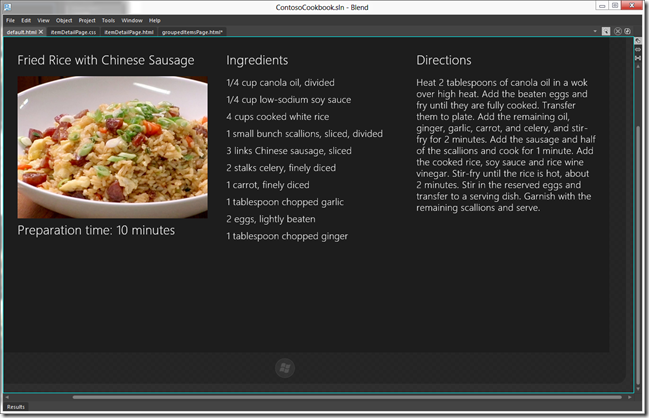 ContosoCookbook.sln - Blend
File Edit View Object Project Tools Window Help
default.html itemDetailPage.css itemDetailPage.html groupedItemsPage.html*
Fried Rice with Chinese Sausage
Preparation time: 10 minutes
Ingredients
1/4 cup canola oil, divided
1/4 cup low-sodium soy sauce
4 cups cooked white rice
1 small bunch scallions, sliced, divided
3 links Chinese sausage, sliced
2 stalks celery, finely diced
1 carrot, finely diced
1 tablespoon chopped garlic
2 eggs, lightly beaten
1 tablespoon chopped ginger
Directions
Heat 2 tablespoons of canola oil in a wok
over high heat. Add the beaten eggs and
fry until they are fully cooked. Transfer
them to plate. Add the remaining oil,
ginger, garlic, carrot, and celery, and stir-
fry for 2 minutes. Add the sausage and half
of the scallions and cook for 1 minute. Add
the cooked rice, soy sauce and rice wine
vinegar. Stir-fry until the rice is hot, about
2 minutes. Stir in the reserved eggs and
transfer to a serving dish. Garnish with the
remaining scallions and serve.
Results